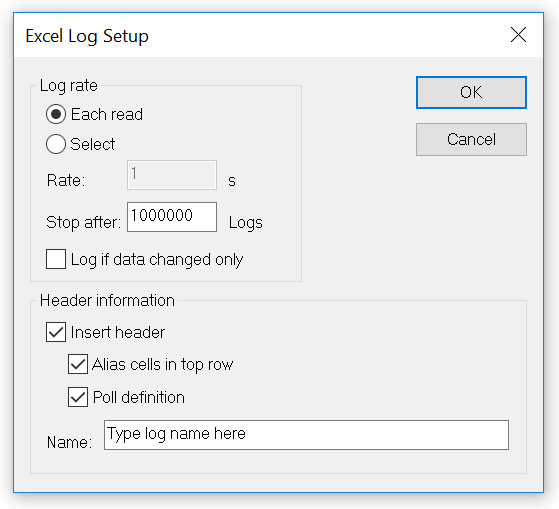 Excel Log Setup
Log rate
OK
Each read
Cancel
Select
Rate: 1 s
Stop after: 1000000 Logs
Log if data changed only
Header information
Insert header
Alias cells in top row
Poll definition
Name: Type log name here